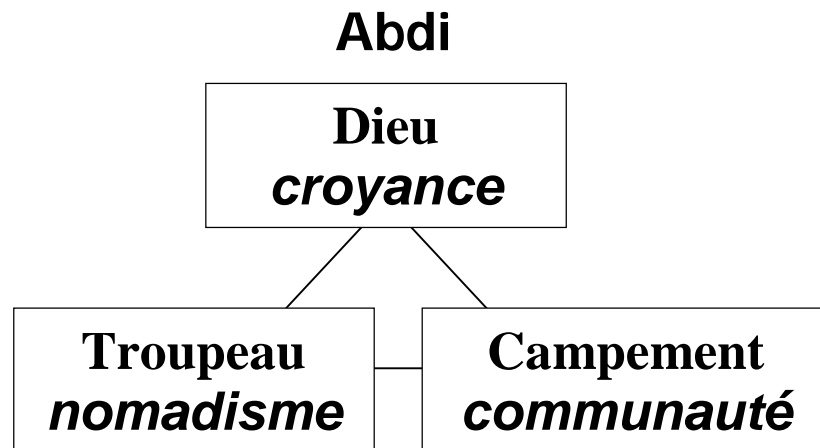 Abdi
Dieu
croyance
Troupeau
nomadisme
Campement
communauté